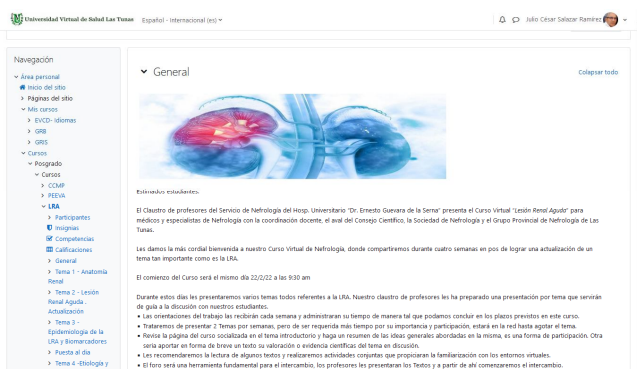 Universidad Virtual de Salud Las Tunas
Español - Internacional (es)
Julio César Salazar Ramírez
Navegación
Área personal
Inicio del sitio
Páginas del sitio
Mis cursos
EVCD- Idiomas
GRB
GRIS
Cursos
Posgrado
Cursos
CCMP
PEEVA
LRA
Participantes
Insignias
Competencias
Calificaciones
General
Tema 1 - Anatomía
Renal
Tema 2 - Lesión
Renal Aguda .
Actualización
Tema 3 -
Epidemiología de la
LRA y Biomarcadores
Puesta al día
Tema 4 -Etiología y
General
Colapsar todo
Estimados estudiantes.
El Claustro de profesores del Servicio de Nefrología del Hosp. Universitario "Dr. Ernesto Guevara de la Serna" presenta el Curso Virtual "Lesión Renal Aguda" para
médicos y especialistas de Nefrología con la coordinación docente, el aval del Consejo Científico, la Sociedad de Nefrología y el Grupo Provincial de Nefrología de Las
Tunas.
Les damos la más cordial bienvenida a nuestro Curso Virtual de Nefrología, donde compartiremos durante cuatro semanas en pos de lograr una actualización de un
tema tan importante como es la LRA.
El comienzo del Curso será el mismo día 22/2/22 a las 9:30 am
Durante estos días les presentaremos varios temas todos referentes a la LRA. Nuestro claustro de profesores les ha preparado una presentación por tema que servirán
de guía a la discusión con nuestros estudiantes.
• Las orientaciones del trabajo las recibirán cada semana y administraran su tiempo de manera tal que podamos concluir en los plazos previstos en este curso.
• Trataremos de presentar 2 Temas por semanas, pero de ser requerida más tiempo por su importancia y participación, estará en la red hasta agotar el tema.
• Revise la página del curso socializada en el tema introductorio y haga un resumen de las ideas generales abordadas en la misma, es una forma de participación. Otra
seria aportar en forma de breve un texto su valoración o evidencia científicas del tema en discusión.
• Les recomendaremos la lectura de algunos textos y realizaremos actividades conjuntas que propiciaran la familiarización con los entornos virtuales.
• El foro será una herramienta fundamental para el intercambio, los profesores les presentaran los Textos y a partir de ahí comenzaremos el intercambio.